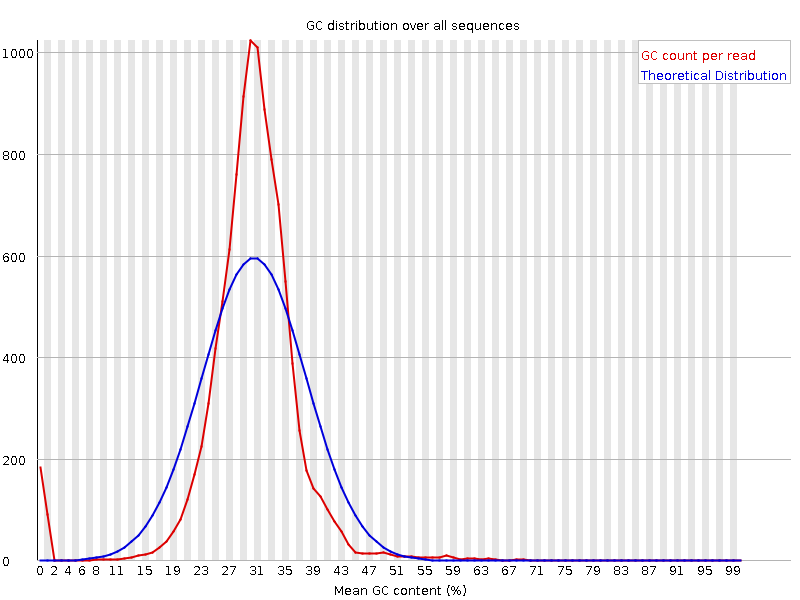 GC distribution over all sequences
GC count per read
Theoretical Distribution
1000
800
600
400
200
0
0 2 4 6 8 11 15 19 23 27 31 35 39 43 47 51 55 59 63 67 71 75 79 83 87 91 95 99
Mean GC content (%)